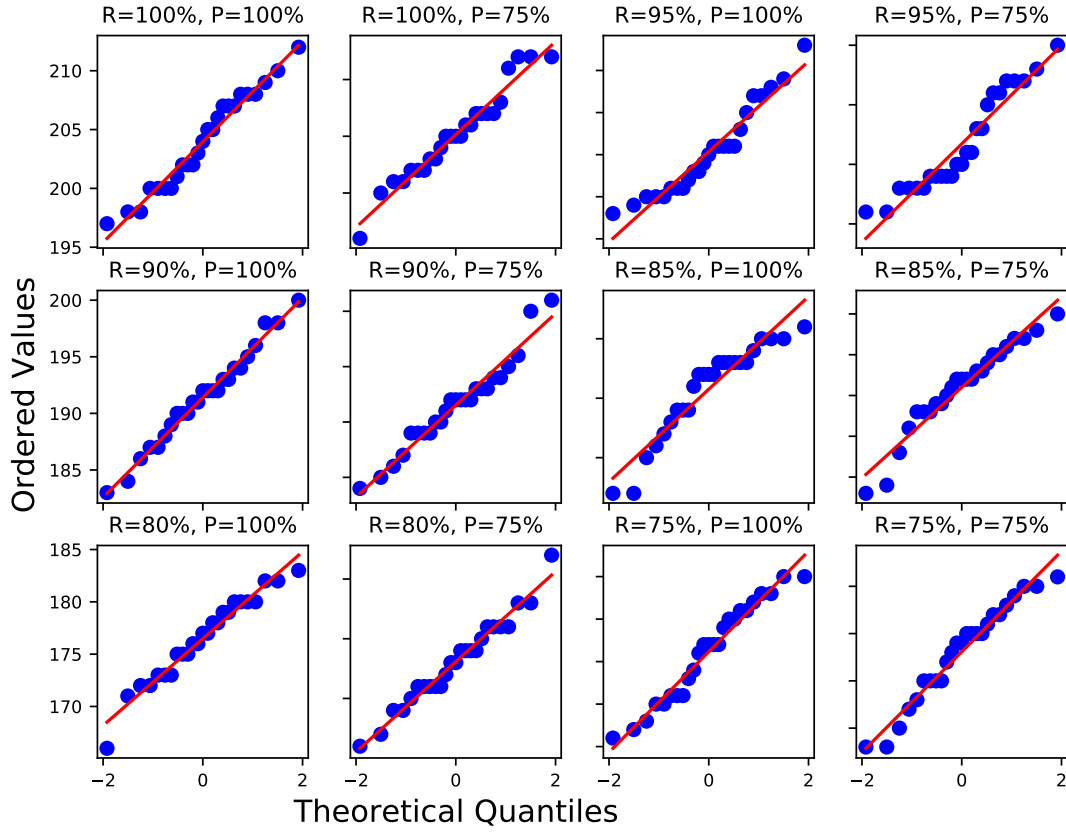 R=100%, P=100%
R=100%, P=75%
R=95%, P=100%
R=95%, P=75%
210
205
200
195
R=90%, P=100%
R=90%, P=75%
R=85%, P=100%
R=85%, P=75%
200
195
190
185
Ordered Values
R=80%, P=100%
R=80%, P=75%
R=75%, P=100%
R=75%, P=75%
185
180
175
170
−2 0 2
−2 0 2
−2 0 2
−2 0 2
Theoretical Quantiles